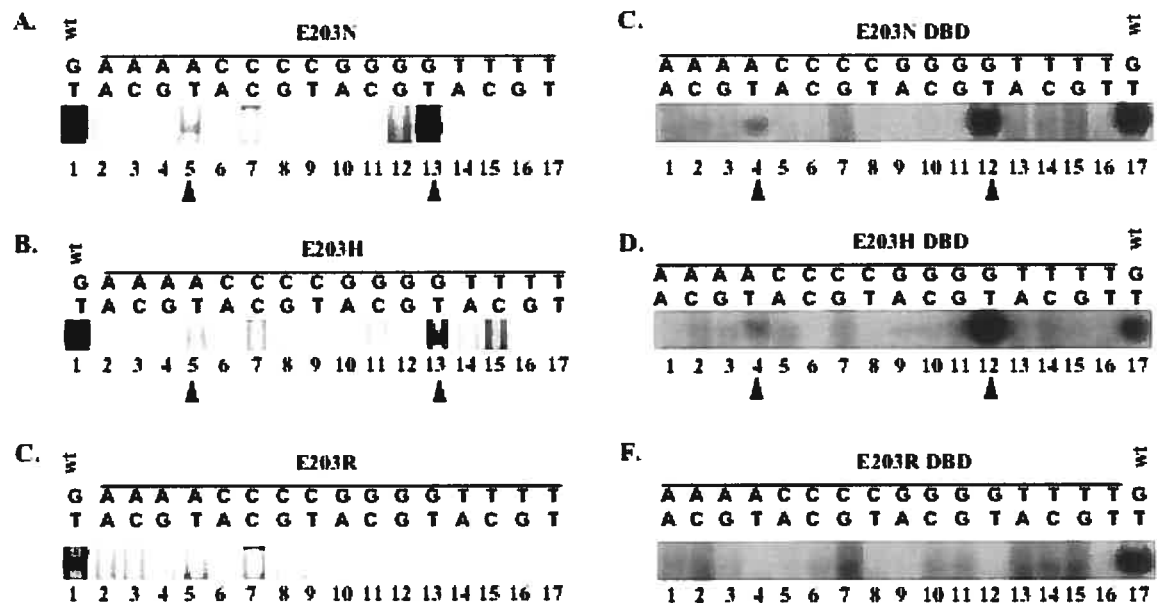 A.
wt
E203N
G A A A A C C C C G G G G T T T T
T A C G T A C G T A C G T A C G T
1 2 3 4 5 6 7 8 9 10 11 12 13 14 15 16 17
B.
wt
E203H
G A A A A C C C C G G G G T T T T
T A C G T A C G T A C G T A C G T
1 2 3 4 5 6 7 8 9 10 11 12 13 14 15 16 17
C.
wt
E203R
G A A A A C C C C G G G G T T T T
T A C G T A C G T A C G T A C G T
1 2 3 4 5 6 7 8 9 10 11 12 13 14 15 16 17
C.
E203N DBD
wt
A A A A C C C C G G G G T T T T G
A C G T A C G T A C G T A C G T T
1 2 3 4 5 6 7 8 9 10 11 12 13 14 15 16 17
D.
E203H DBD
wt
A A A A C C C C G G G G T T T T G
A C G T A C G T A C G T A C G T T
1 2 3 4 5 6 7 8 9 10 11 12 13 14 15 16 17
F.
E203R DBD
wt
A A A A C C C C G G G G T T T T G
A C G T A C G T A C G T A C G T T
1 2 3 4 5 6 7 8 9 10 11 12 13 14 15 16 17